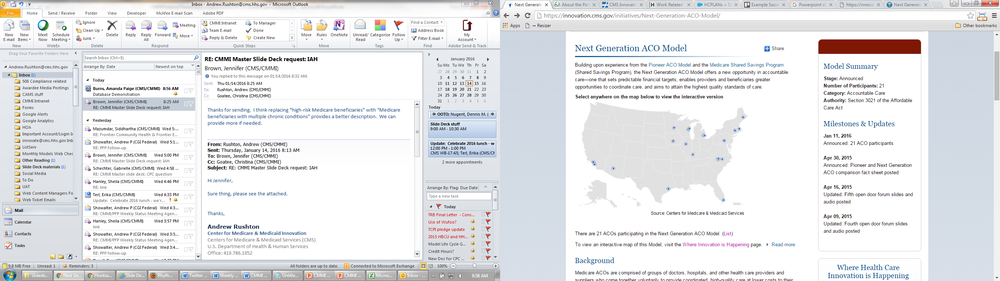 Inbox - Andrew.Rushton@cms.hhs.gov - Microsoft Outlook
File Home Send / Receive Folder View Developer McAfee E-mail Scan Adobe PDF
New E-mail
New Items
New
Meet Now
Schedule Meeting
WebEx
Ignore
Clean Up
Junk
Delete
Delete
Reply
Reply All
Forward
Meeting
More
Respond
CMMI Intranet
Team E-mail
Reply & Delete
To Manager
Done
Create New
Quick Steps
Move
Rules
OneNote
Move
Unread/ Read
Categorize
Follow Up
Tags
Find a Contact
Address Book
Filter E-mail
Find
My Account
Adobe Send & Track
Drag Your Favorite Folders Here
Andrew.Rushton@cms.hhs.gov
Inbox (1)
508 Compliance related
Awardee Media Postings
CAMS stuff
CMMI Intranet
Forms
Google Alerts
Google Analytics
HOA
Important Account/Login Ir
innovate@cms.hhs.gov Inb
ListServ
Monthly Models Web Chec
Other Reading (1)
Slide Deck materials (1)
Social Media
To Do
UAT
Web Content Managers Fo
Web Ticket Emails
Mail
Calendar
Contacts
Tasks
Search Inbox (Ctrl+E)
Arrange By: Date Newest on top
Today
Burns, Amanda Paige (CMS/CMMI) 8:56 AM
Database Demonstration
Brown, Jennifer (CMS/CMMI) 8:25 AM
RE: CMMI Master Slide Deck request: IAH
Yesterday
Mazumdar, Siddhartha (CMS/CMMI) Wed 5:...
RE: Frontier Community Health & Frontier E...
Showalter, Andrew P (CGI Federal) Wed 5:1...
RE: PFP follow-up
Brown, Jennifer (CMS/CMMI) Wed 5:00 PM
RE: CMMI Master Slide Deck request: IAH
Schechter, Gabrielle (CMS/CMMI) Wed 4:58 ...
RE: CMMI Master slide deck: CPC question
Hanley, Sheila (CMS/CMMI) Wed 4:46 PM
RE: link
Terl, Erika (CMS/CMMI) Wed 4:33 PM
Update: Celebrate 2016 lunch - we'r...
Showalter, Andrew P (CGI Federal) Wed 4:3...
RE: CMMI/PFP Weekly Status Meeting Agen...
Hanley, Sheila (CMS/CMMI) Wed 3:57 PM
link
Showalter, Andrew P (CGI Federal) Wed 3:5...
RE: CMMI/PFP Weekly Status Meeting Agen...
Showalter, Andrew P (CGI Federal) Wed 3:4...
RE: PFP follow-up
RE: CMMI Master Slide Deck request: IAH
Brown, Jennifer (CMS/CMMI)
You replied to this message on 01/14/2016 8:32 AM.
Sent: Thu 01/14/2016 8:25 AM
To: Rushton, Andrew (CMS/CMMI)
Cc: Goatee, Christina (CMS/CMMI)
Thanks for sending. I think replacing “high-risk Medicare beneficiaries” with “Medicare
beneficiaries with multiple chronic conditions” provides a better description. We can
provide more if needed.
From: Rushton, Andrew (CMS/CMMI)
Sent: Thursday, January 14, 2016 8:13 AM
To: Brown, Jennifer (CMS/CMMI)
Cc: Goatee, Christina (CMS/CMMI)
Subject: RE: CMMI Master Slide Deck request: IAH
Hi Jennifer,
Sure thing, please see the attached.
Thanks,
Andrew Rushton
Center for Medicare & Medicaid Innovation
Centers for Medicare & Medicaid Services (CMS)
U.S. Department of Health & Human Services
Office: 410.786.1052
January 2016
Su Mo Tu We Th Fr Sa
27 28 29 30 31 1 2
3 4 5 6 7 8 9
10 11 12 13 14 15 16
17 18 19 20 21 22 23
24 25 26 27 28 29 30
31 1 2 3 4 5 6
Today
OOTO; Nugent, Dennis M. (
Slide Deck stuff
9:00 AM - 10:30 AM
Update: Celebrate 2016 lunch - w
12:00 PM - 1:00 PM
CMS WB-17-65; Terl, Erika (CMS/CM
2 more appointments
Arrange By: Flag: Due Date
Type a new task
Today
TRB Final Letter - Cons...
Use of Wufoo?
TCPI pledge update
2015 HBCU and HH...
Model Life Cycle G...
Credit Hours?
New Doc for CPC ...
9.8 MB Free Unread: 1 Reminders: 3 All folders are up to date. Connected to Microsoft Exchange 100%
Slidede... Next Ge... Hootsu... Slide De... Rhyth... Twitter ... Weekly ... CMMI ... Untitle... CMMI ... CMMI ... Micros... Inbox - ... 8:58 AM
Next Generati About the Part CMS Innovatio Work Related HCPLANs ~ Sa Example Socia Powerpoint sli https://innova Next Generati
https://innovation.cms.gov/initiatives/Next-Generation-ACO-Model/
NEW
Apps Resizer Other bookmarks
Next Generation ACO Model
Share
Building upon experience from the Pioneer ACO Model and the Medicare Shared Savings Program
(Shared Savings Program), the Next Generation ACO Model offers a new opportunity in accountable
care—one that sets predictable financial targets, enables providers and beneficiaries greater
opportunities to coordinate care, and aims to attain the highest quality standards of care.
Select anywhere on the map below to view the interactive version
Source: Centers for Medicare & Medicaid Services
There are 21 ACOs participating in the Next Generation ACO Model. (List)
To view an interactive map of this Model, visit the Where Innovation is Happening page. Read more
Background
Medicare ACOs are comprised of groups of doctors, hospitals, and other health care providers and
suppliers who come together voluntarily to provide coordinated, high-quality care at lower costs to their
Model Summary
Stage: Announced
Number of Participants: 21
Category: Accountable Care
Authority: Section 3021 of the Affordable
Care Act
Milestones & Updates
Jan 11, 2016
Announced: 21 ACO participants
Apr 30, 2015
Announced: Pioneer and Next Generation
ACO comparison fact sheet posted
Apr 16, 2015
Updated: Fifth open door forum slides and
audio posted
Apr 09, 2015
Updated: Fourth open door forum slides
and audio posted
Where Health Care
Innovation is Happening